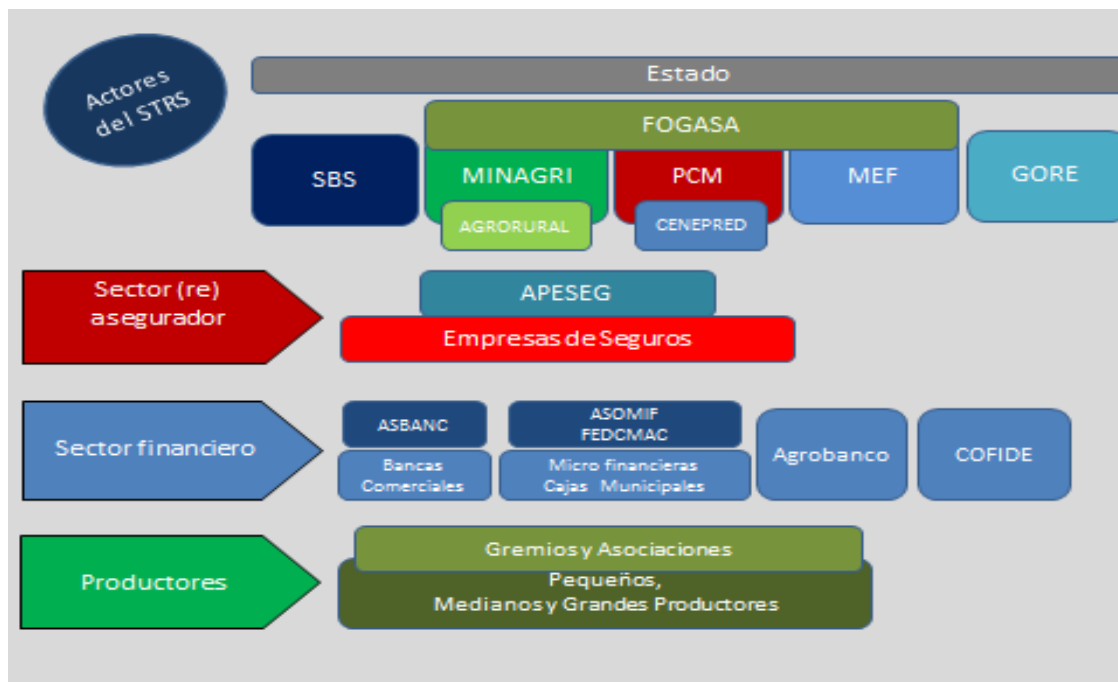 Actores
del STRS
Estado
FOGASA
SBS
MINAGRI
PCM
MEF
GORE
AGRORURAL
CENEPRED
Sector (re)
asegurador
APESEG
Empresas de Seguros
Sector financiero
ASBANC
Bancas
Comerciales
ASOMIF
FEDCMAC
Micro financieras
Cajas Municipales
Agrobanco
COFIDE
Productores
Gremios y Asociaciones
Pequeños,
Medianos y Grandes Productores